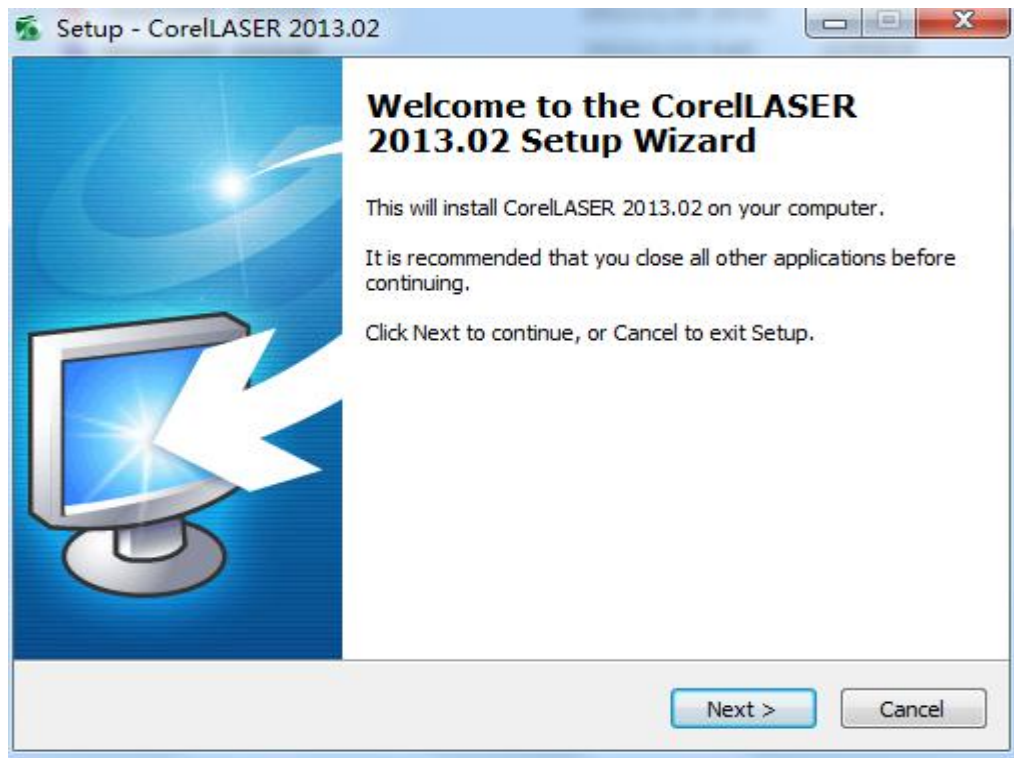 Setup - CorelLASER 2013.02
Welcome to the CorelLASER
2013.02 Setup Wizard
This will install CorelLASER 2013.02 on your computer.
It is recommended that you close all other applications before
continuing.
Click Next to continue, or Cancel to exit Setup.
Next >
Cancel